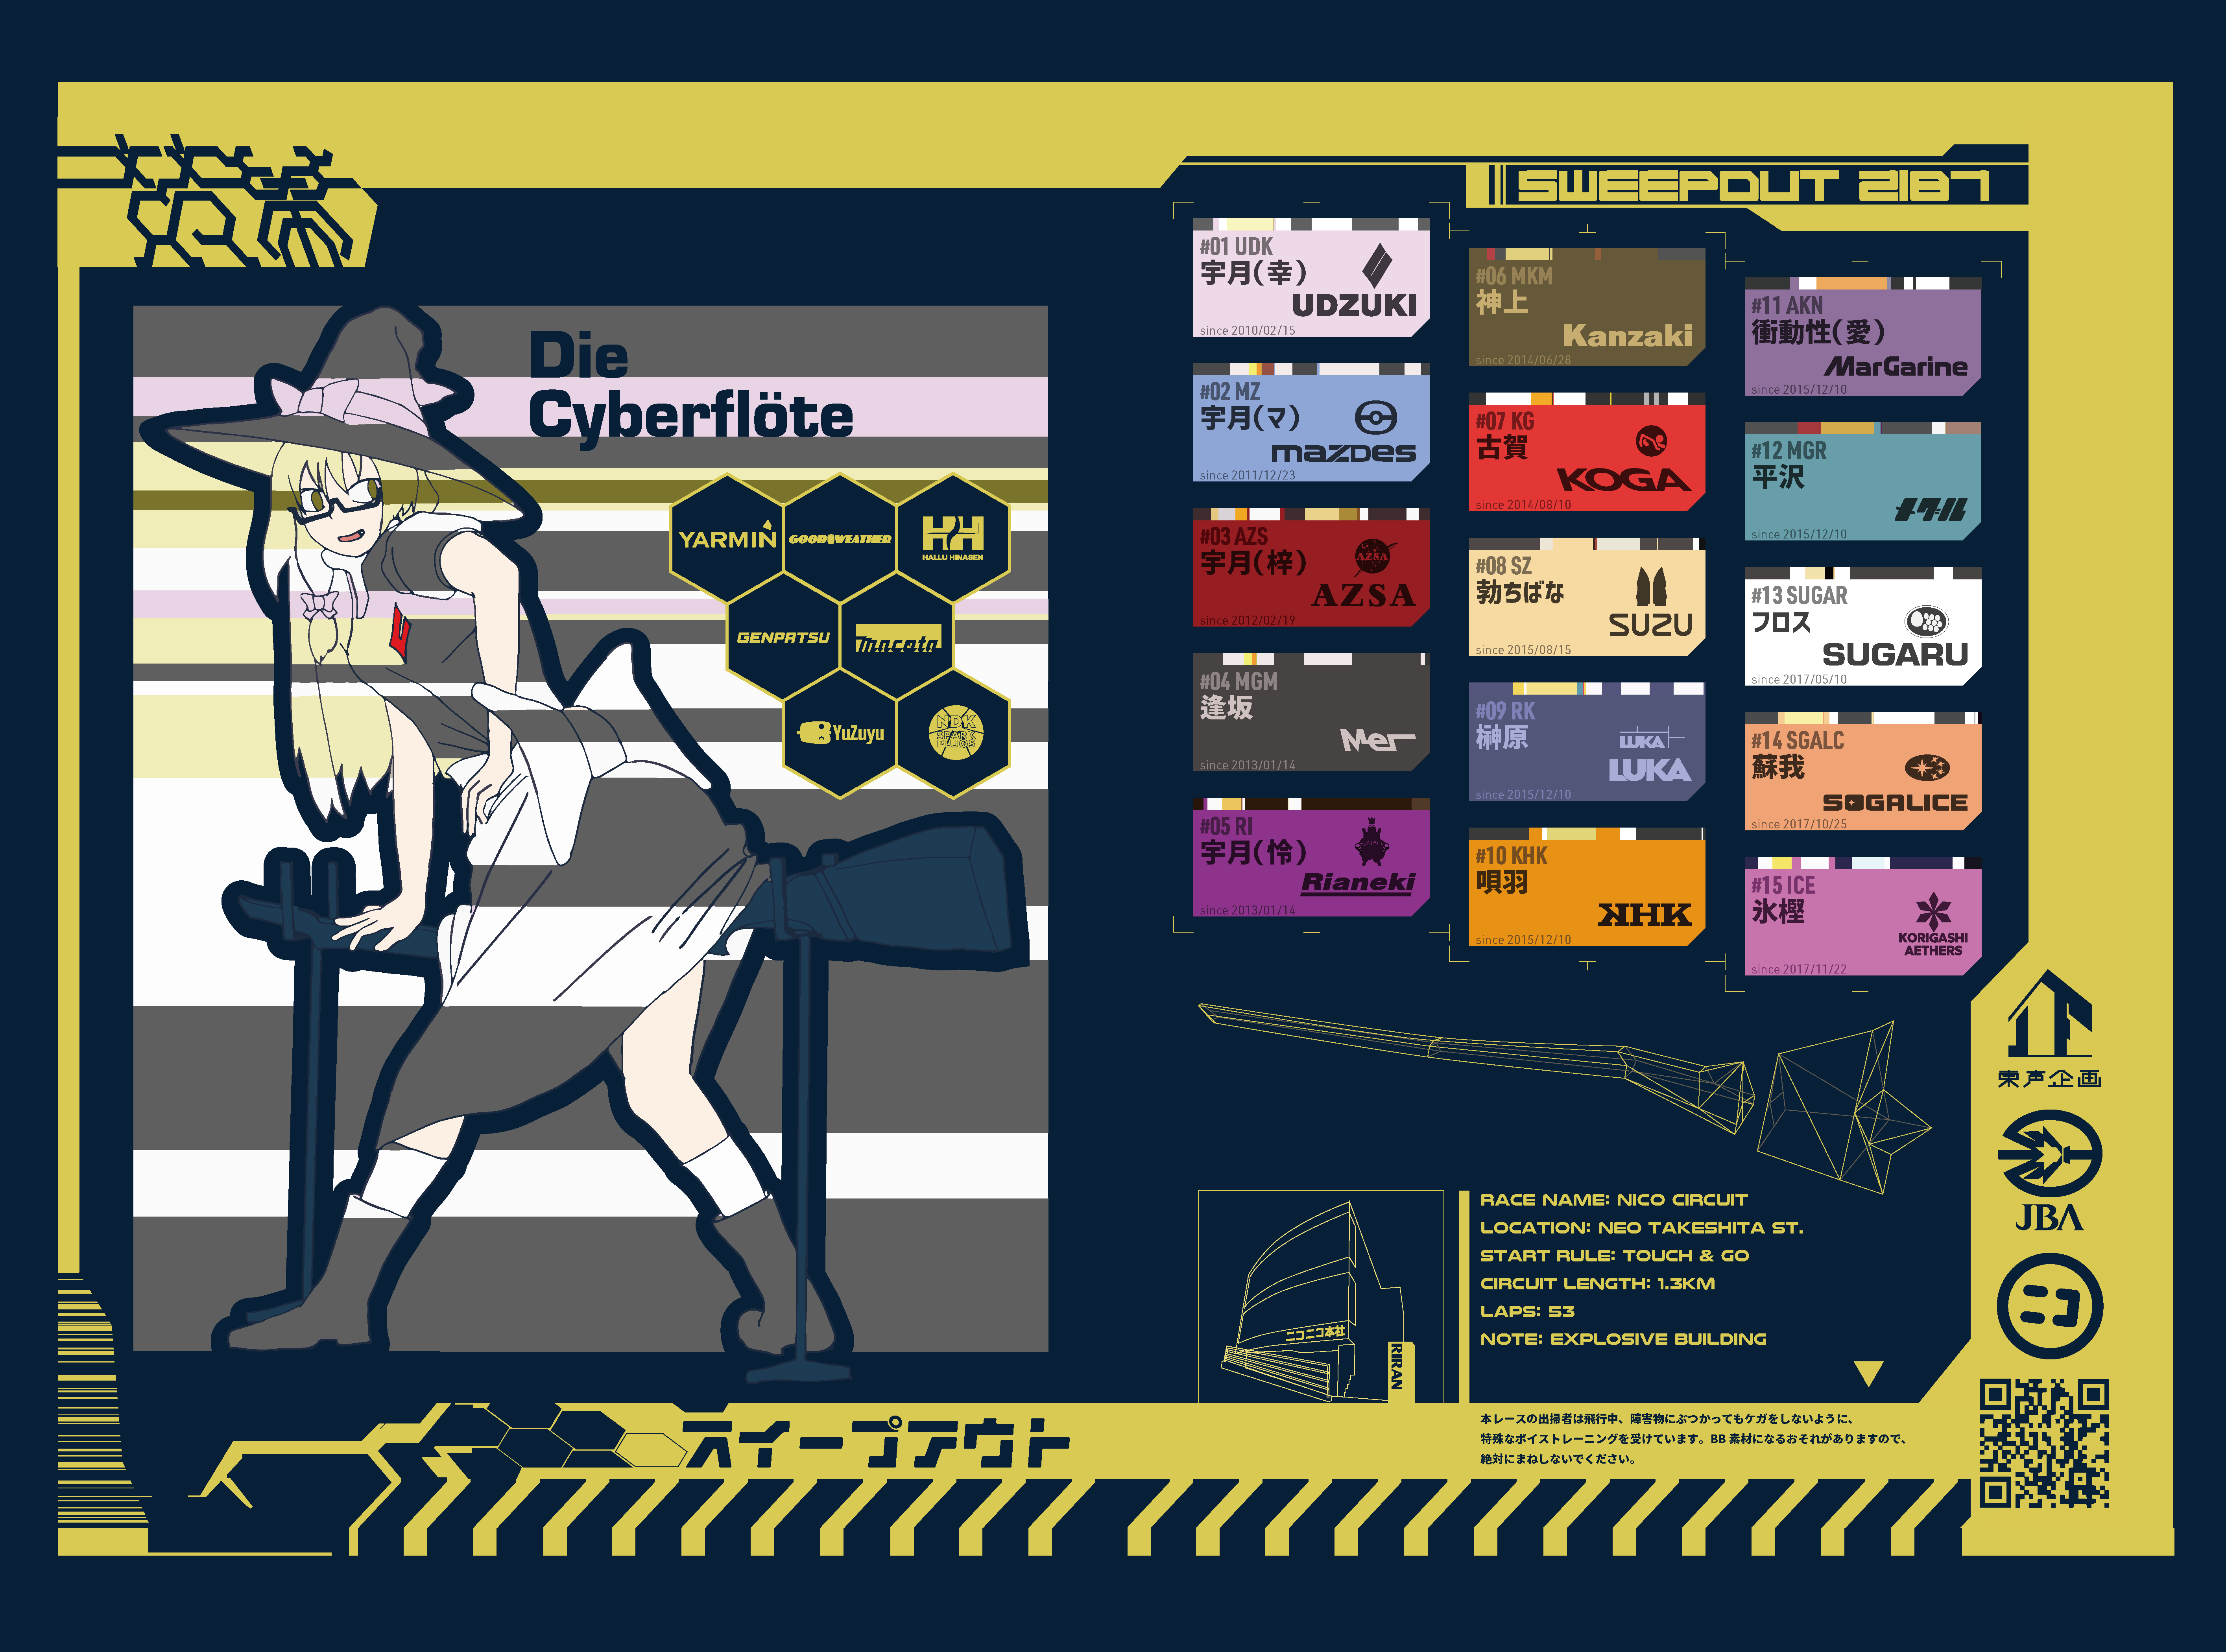 SWEEPOUT 2187
Die
Cyberflöte
YARMIN
GOODWEATHER
HH
HALLU HINASEN
GENPATSU
macota
YuZuyu
NDK
SPARK
PLUGS
#01 UDK
宇月(幸)
UDZUKI
since 2010/02/15
#02 MZ
宇月(マ)
mazDes
since 2011/12/23
#03 AZS
宇月(梓)
AZSA
AZSA
since 2012/02/19
#04 MGM
逢坂
Mer
since 2013/01/14
#05 RI
宇月(怜)
Rianeki
since 2013/01/14
#06 MKM
神上
Kanzaki
since 2014/06/28
#07 KG
古賀
KOGA
since 2014/08/10
#08 SZ
勃ちばな
SUZU
since 2015/08/15
#09 RK
榊原
LUKA
LUKA
since 2015/12/10
#10 KHK
唄羽
KHK
since 2015/12/10
#11 AKN
衝動性(愛)
MarGarine
since 2015/12/10
#12 MGR
平沢
メグル
since 2015/12/10
#13 SUGAR
フロス
SUGARU
since 2017/05/10
#14 SGALC
蘇我
SOGALICE
since 2017/10/25
#15 ICE
氷樫
KORIGASHI
AETHERS
since 2017/11/22
東声企画
JBA
ニコ
ニコニコ本社
RIRAN
RACE NAME: NICO CIRCUIT
LOCATION: NEO TAKESHITA ST.
START RULE: TOUCH & GO
CIRCUIT LENGTH: 1.3KM
LAPS: 53
NOTE: EXPLOSIVE BUILDING
スイープアウト
本レースの出掃者は飛行中、障害物にぶつかってもケガをしないように、
特殊なボイストレーニングを受けています。BB 素材になるおそれがありますので、
絶対にまねしないでください。